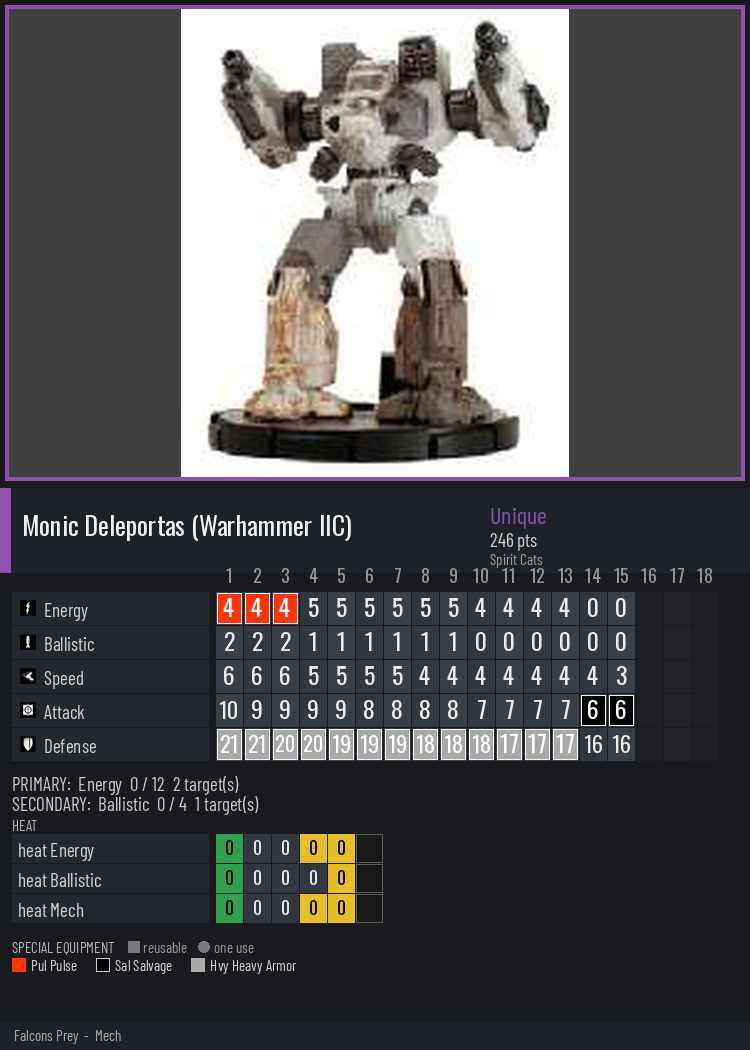 Monic Deleportas (Warhammer IIC)
Unique
246 pts
Spirit Cats
1 2 3 4 5 6 7 8 9 10 11 12 13 14 15 16 17 18
Energy 4 4 4 5 5 5 5 5 5 4 4 4 4 0 0
Ballistic 2 2 2 1 1 1 1 1 1 0 0 0 0 0 0
Speed 6 6 6 5 5 5 5 4 4 4 4 4 4 4 3
Attack 10 9 9 9 9 8 8 8 8 7 7 7 7 6 6
Defense 21 21 20 20 19 19 19 18 18 18 17 17 17 16 16
PRIMARY: Energy 0 / 12 2 target(s)
SECONDARY: Ballistic 0 / 4 1 target(s)
HEAT
heat Energy 0 0 0 0 0
heat Ballistic 0 0 0 0 0
heat Mech 0 0 0 0 0
SPECIAL EQUIPMENT reusable one use
Pul Pulse Sal Salvage Hvy Heavy Armor
Falcons Prey - Mech